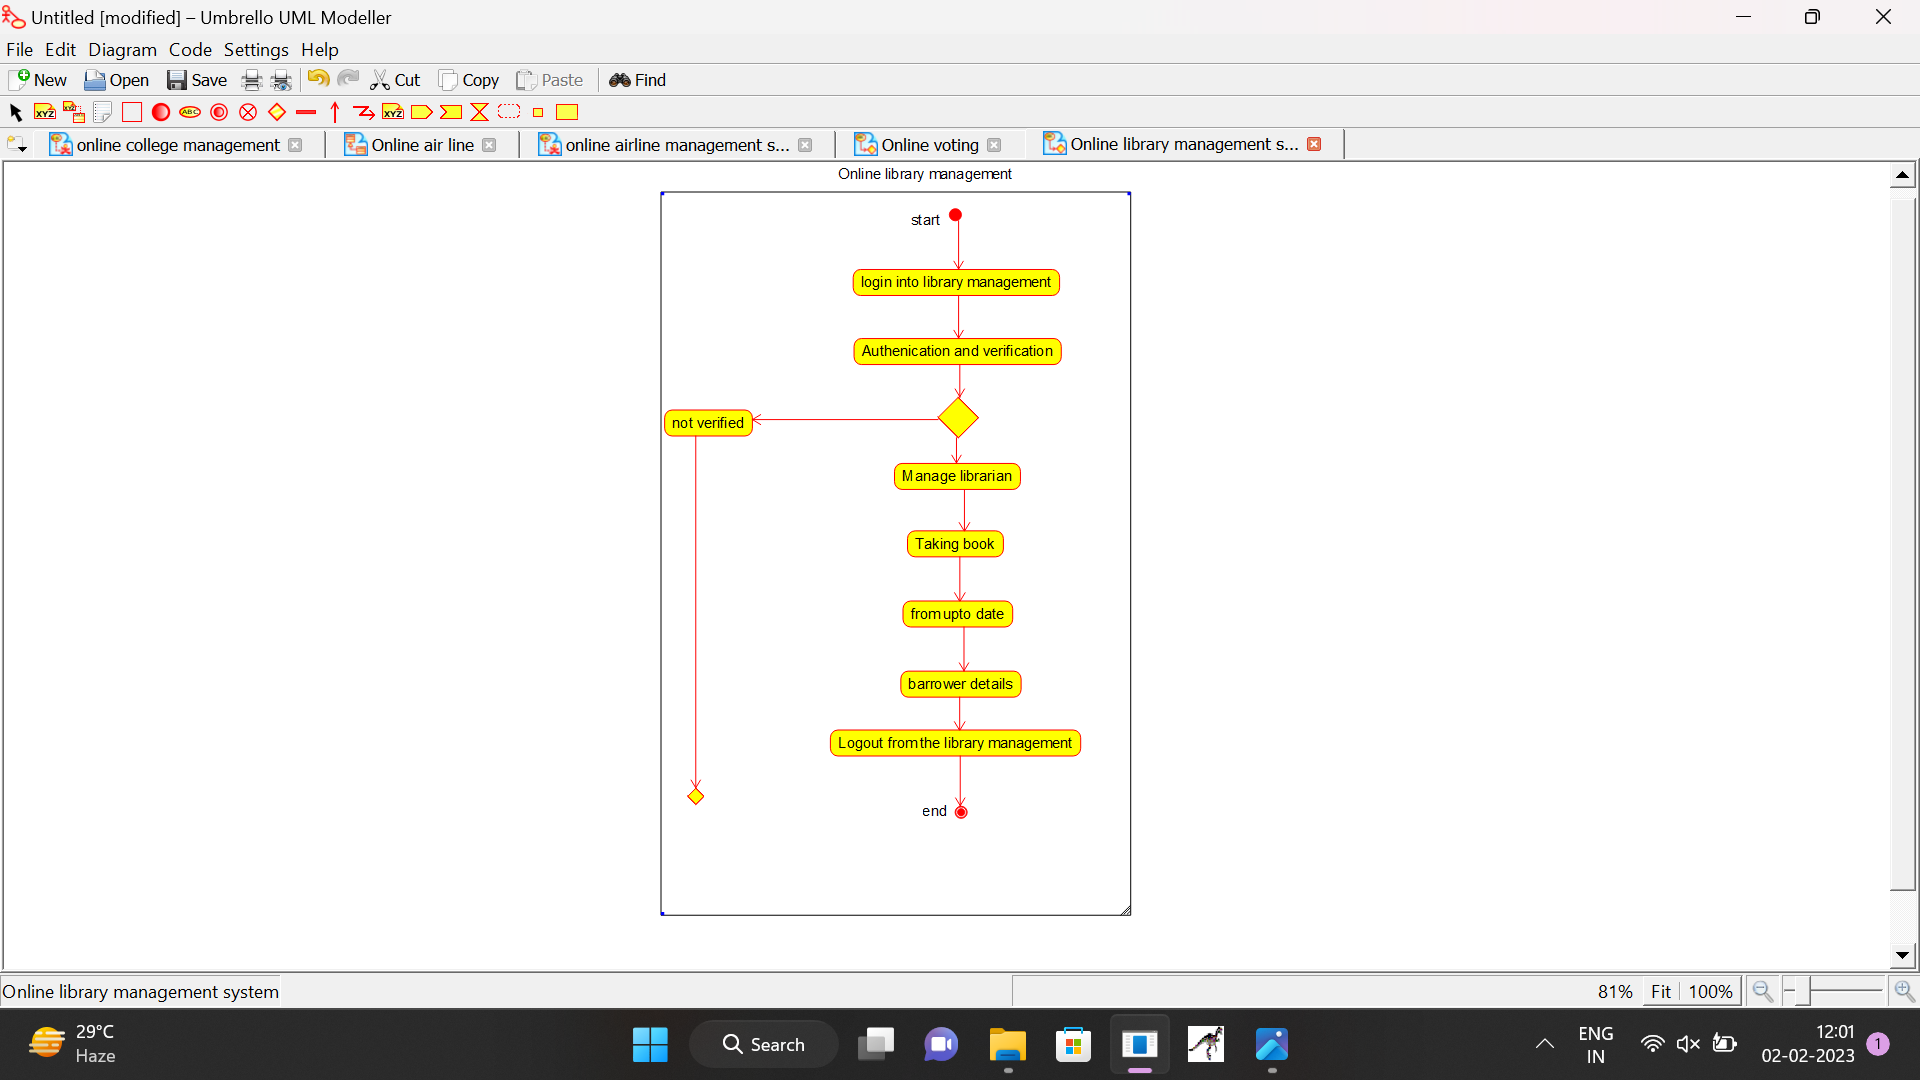 Untitled [modified] – Umbrello UML Modeller
File Edit Diagram Code Settings Help
New Open Save Cut Copy Paste Find
XYZ XYZ ABC XYZ
online college management Online air line online airline management s... Online voting Online library management s...
Online library management
start
login into library management
Authenication and verification
not verified
Manage librarian
Taking book
from upto date
barrower details
Logout from the library management
end
Online library management system
81% Fit 100%
29°C
Haze
Search
ENG
IN
12:01
02-02-2023
1